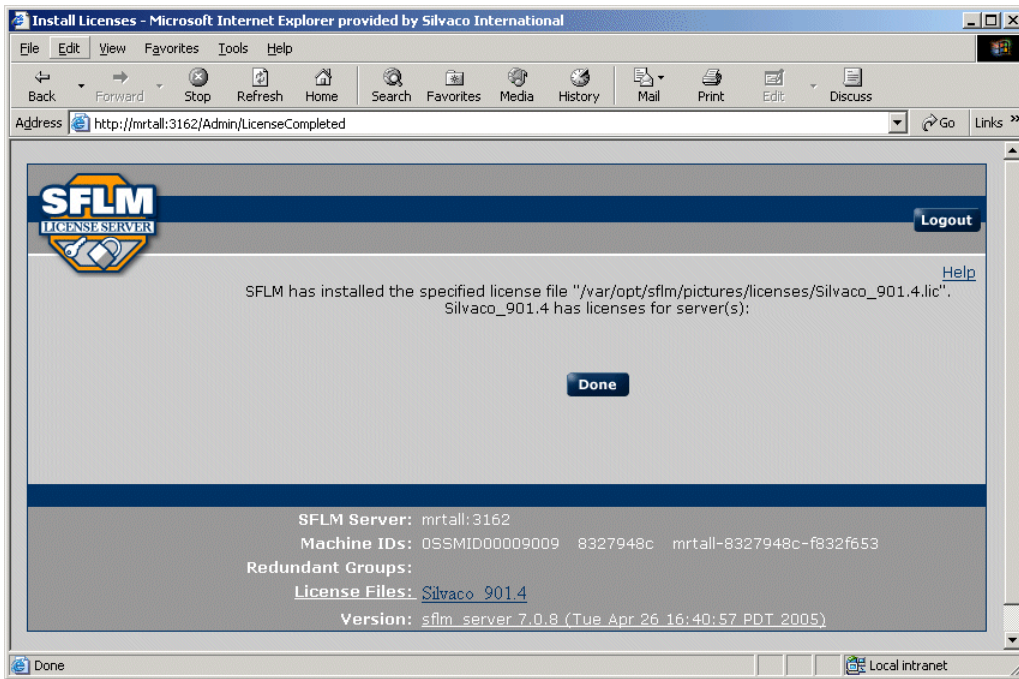 Install Licenses - Microsoft Internet Explorer provided by Silvaco International
File Edit View Favorites Tools Help
Back Forward Stop Refresh Home Search Favorites Media History Mail Print Edit Discuss
Address http://mrtall:3162/Admin/LicenseCompleted Go Links »
SFLM
LICENSE SERVER
Logout
Help
SFLM has installed the specified license file "/var/opt/sflm/pictures/licenses/Silvaco_901.4.lic".
Silvaco_901.4 has licenses for server(s):
Done
SFLM Server: mrtall:3162
Machine IDs: 0SSMID00009009 8327948c mrtall-8327948c-f832f653
Redundant Groups:
License Files: Silvaco_901.4
Version: sflm_server 7.0.8 (Tue Apr 26 16:40:57 PDT 2005)
Done Local intranet